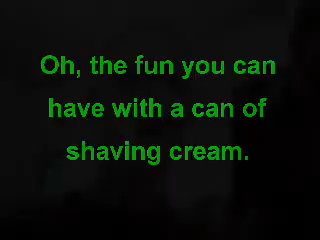 Oh, the fun you can
have with a can of
shaving cream.